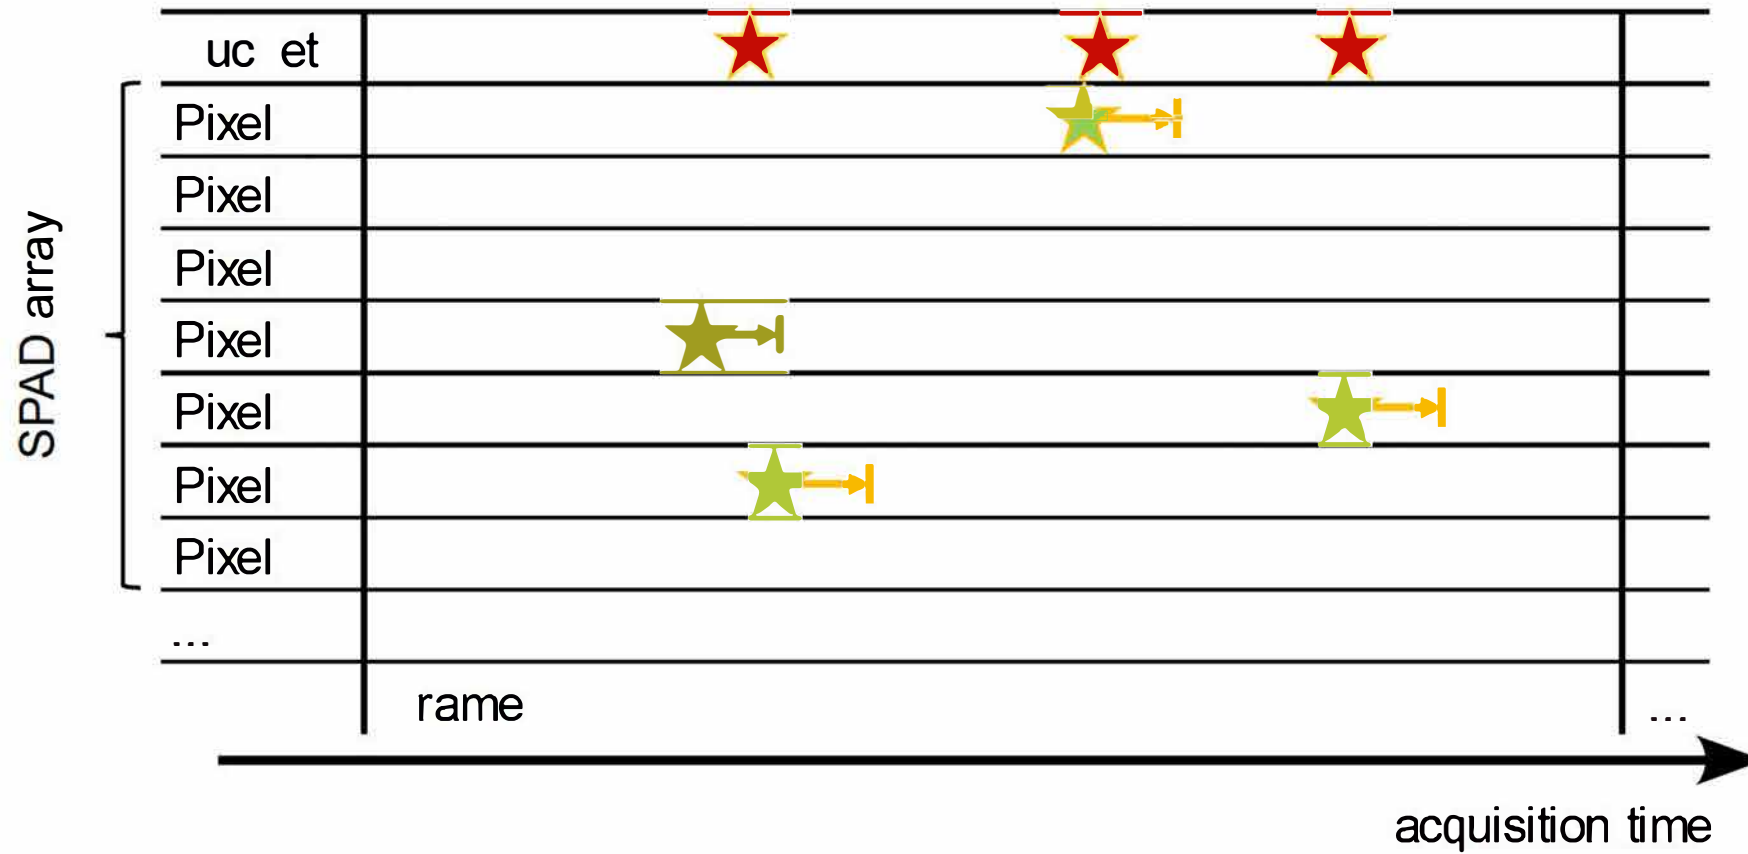 uc et
Pixel
Pixel
Pixel
Pixel
Pixel
Pixel
Pixel
...
SPAD array
rame
...
acquisition time